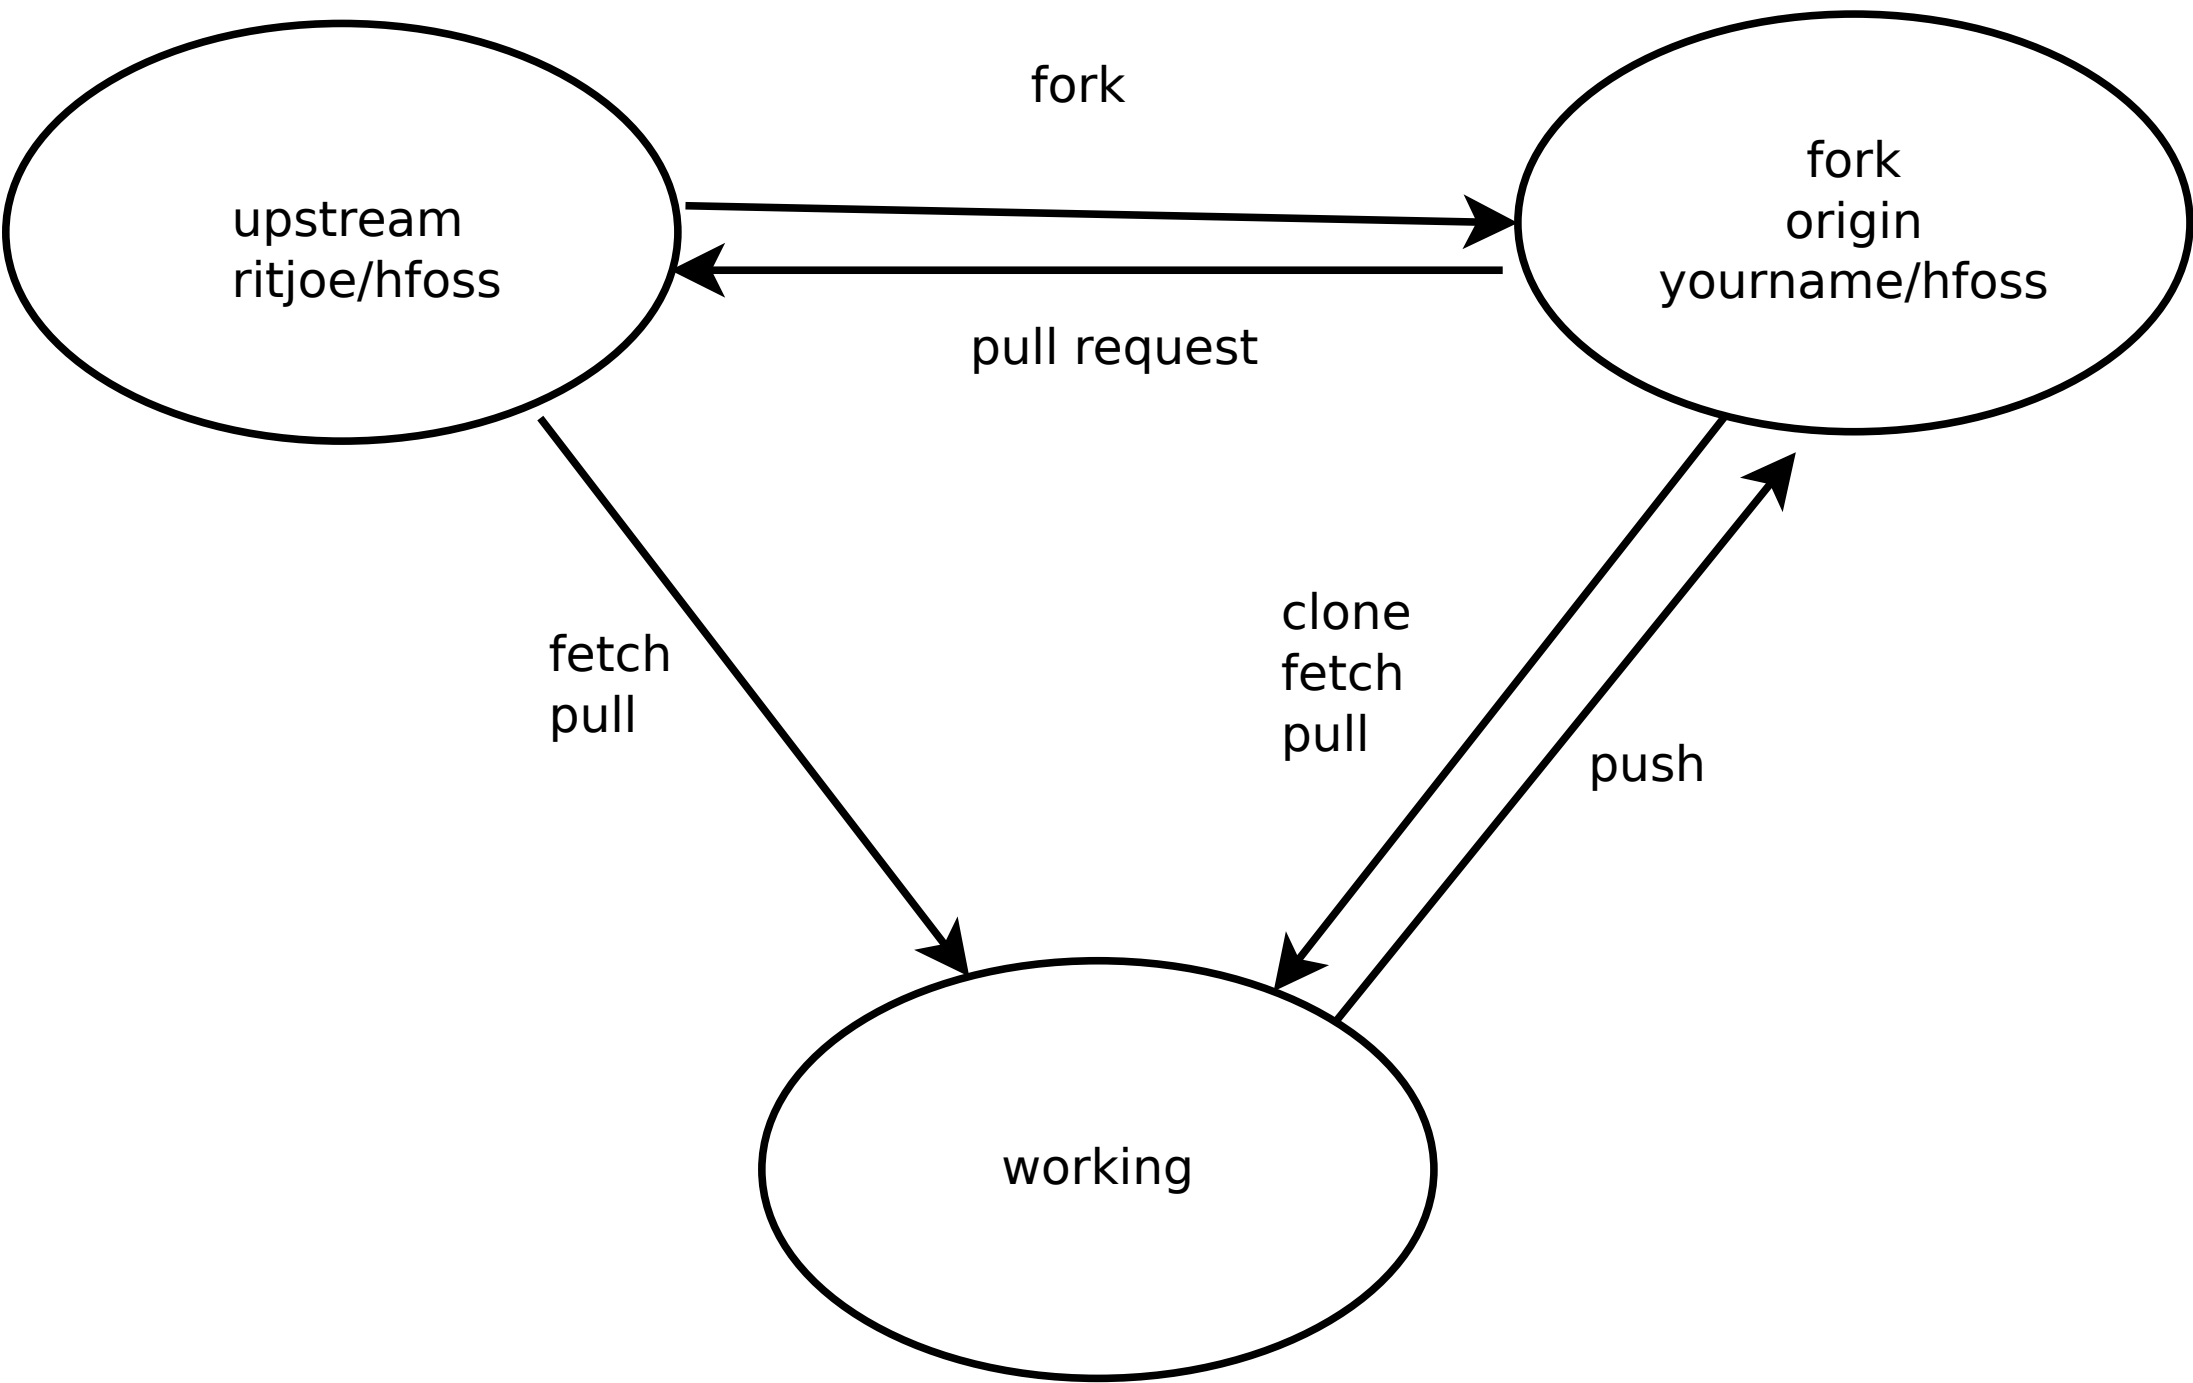 fork
upstream
ritjoe/hfoss
fork
origin
yourname/hfoss
pull request
fetch
pull
clone
fetch
pull
push
working